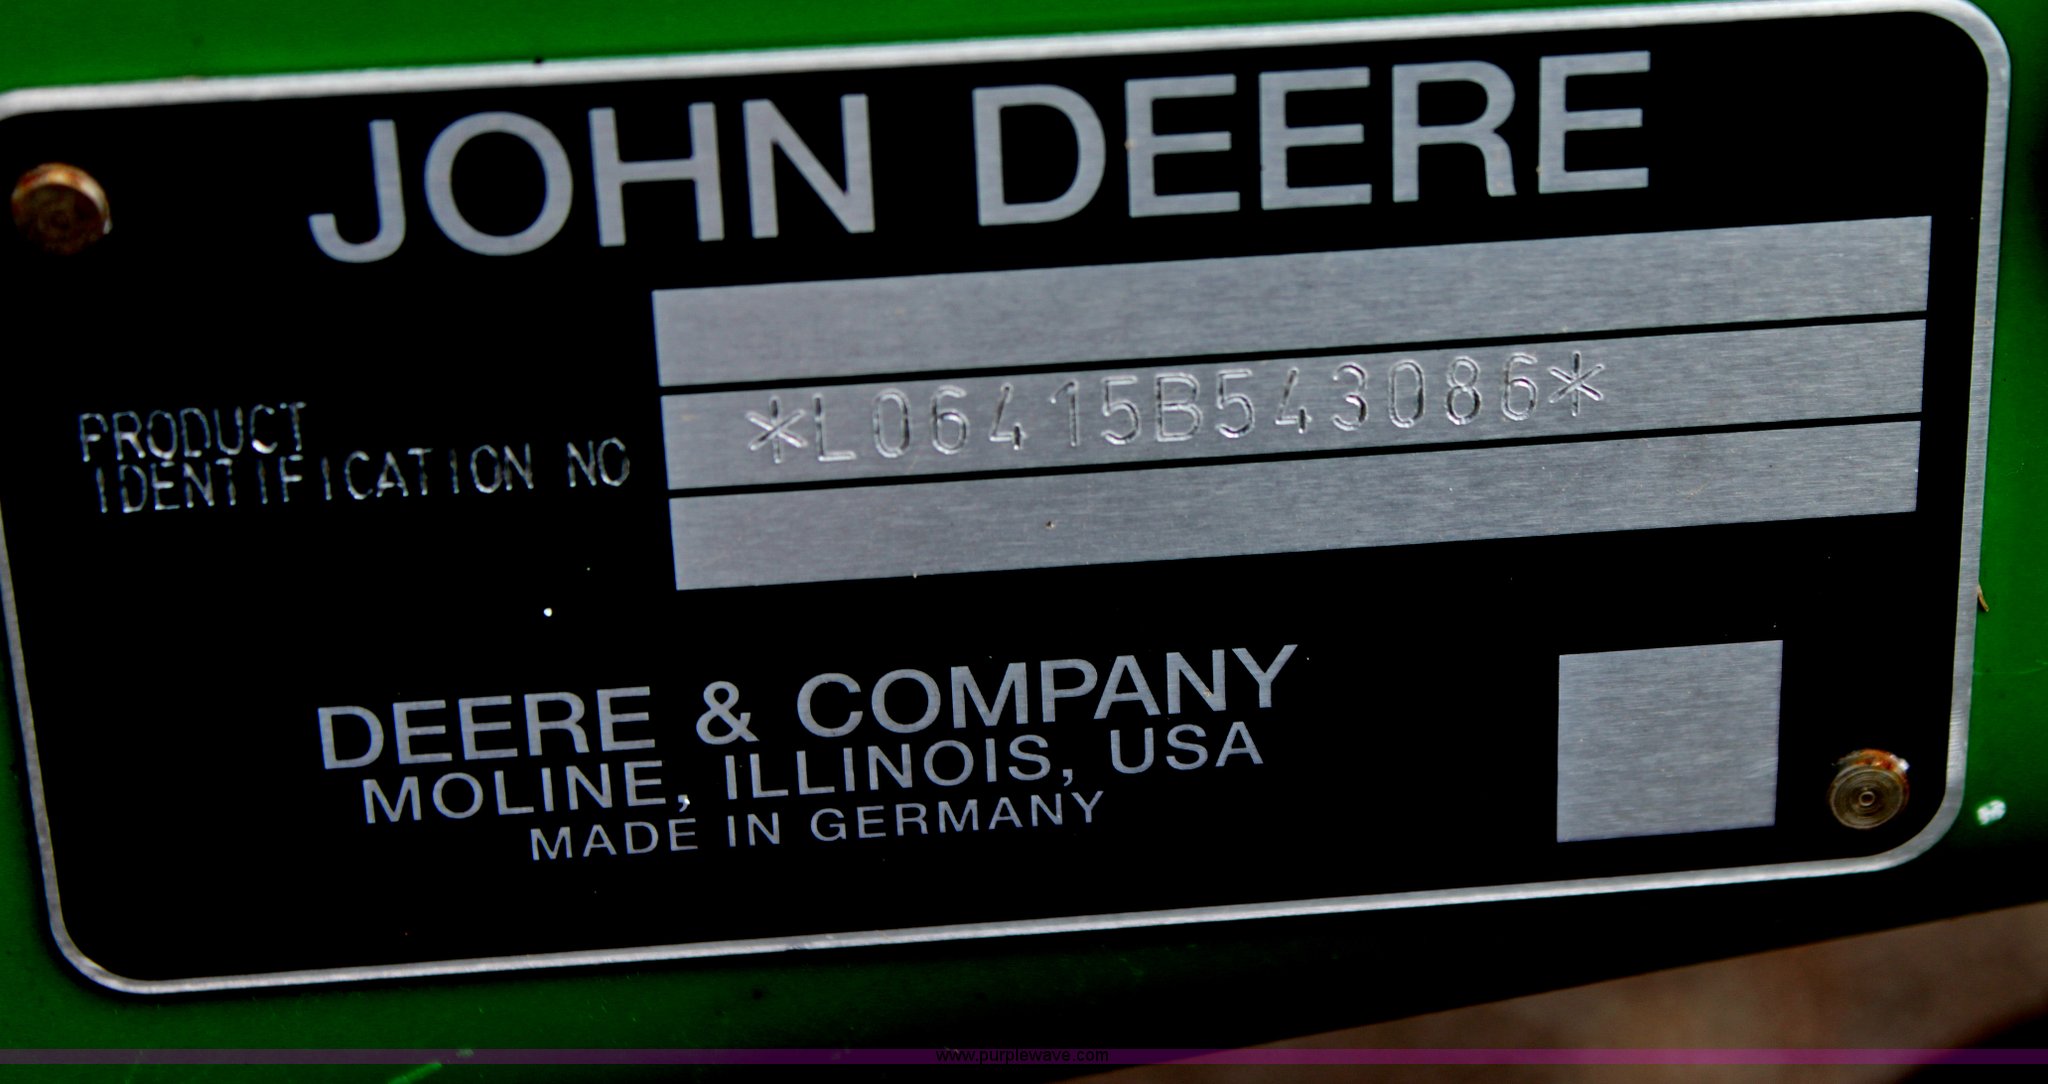 JOHN DEERE
PRODUCT
IDENTIFICATION NO
*L06415B543086*
DEERE & COMPANY
MOLINE, ILLINOIS, USA
MADE IN GERMANY
www.purplewave.com